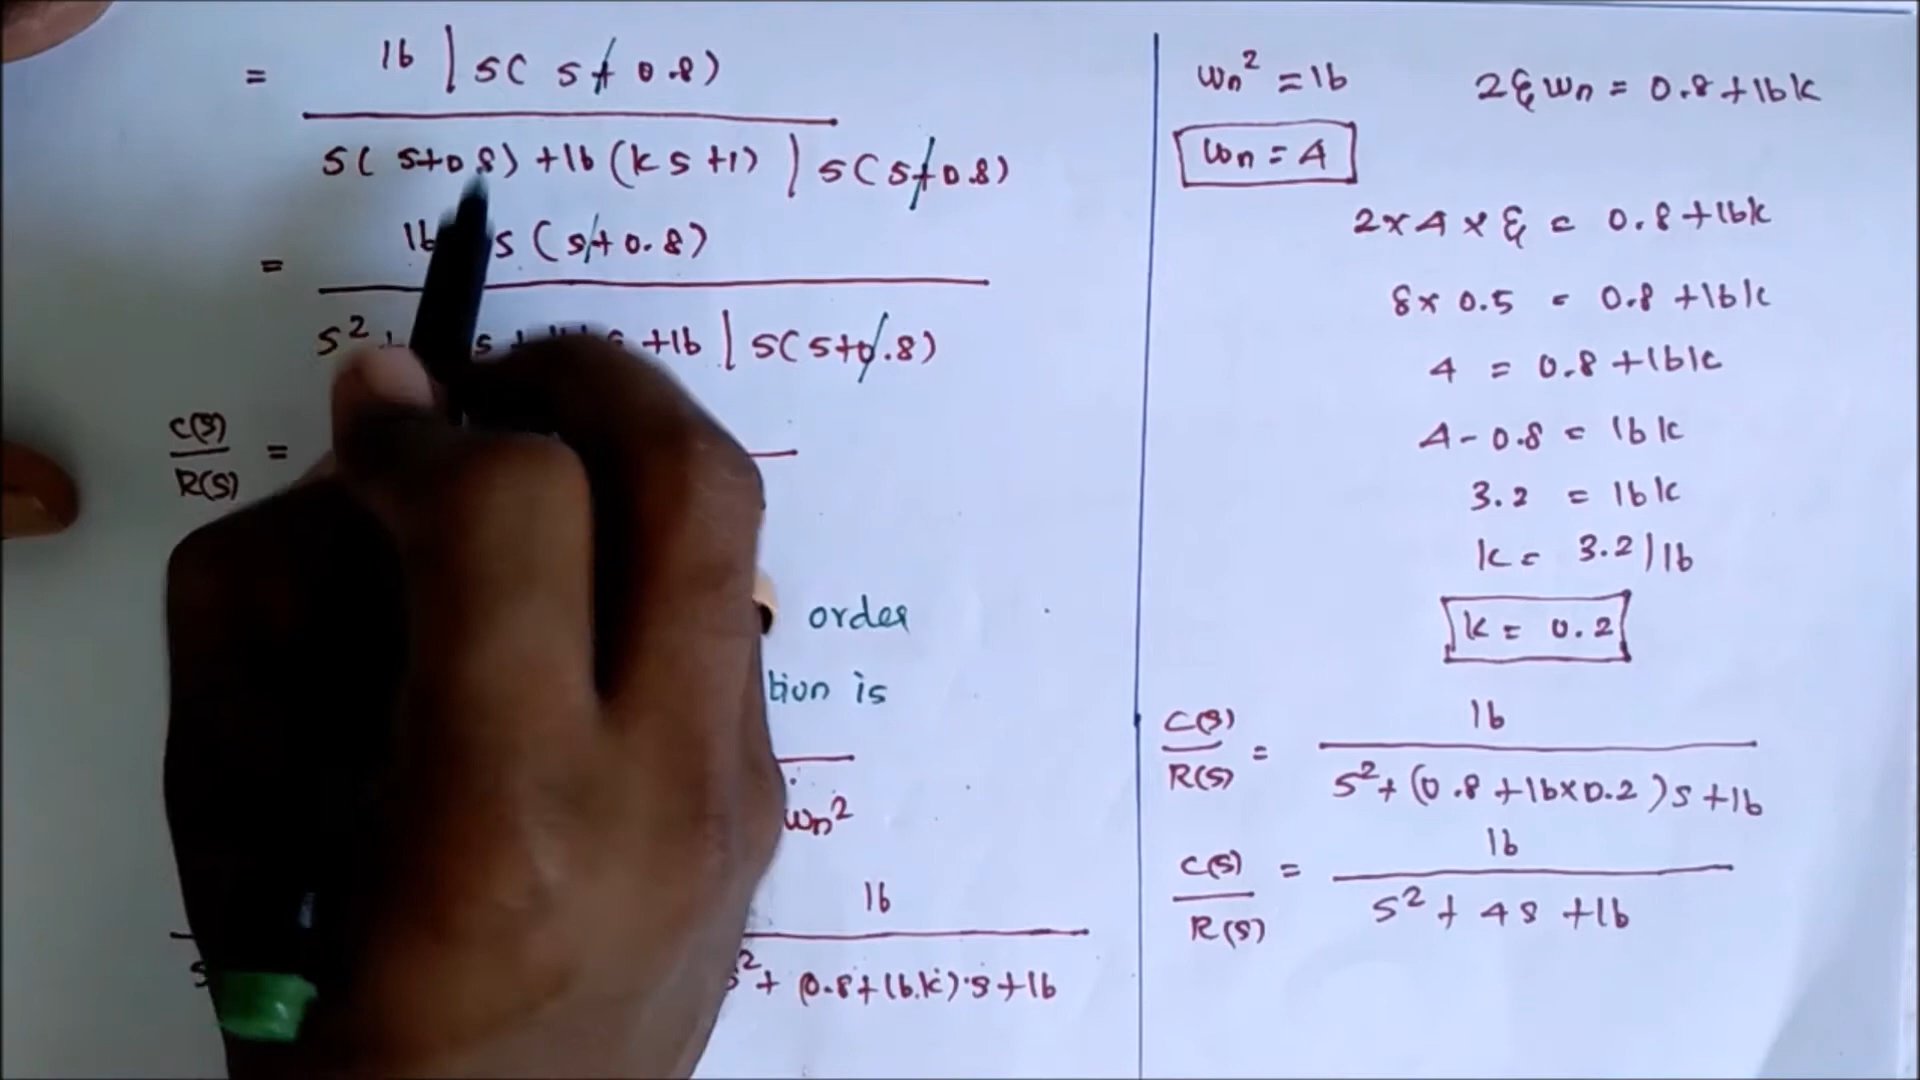 = 16 | s( s+ 0.8)
s( s+0.8) +16 (ks+1) | s(s+0.8)
= 16 s (s+0.8)
s² + s + s +16 | s(s+0.8)
C(s)
R(s) =
order
tion is
ωn²
16
s²+ (0.8+16.k).s+16
ωn² = 16
2ξωn = 0.8+16k
ωn = 4
2×4×ξ = 0.8+16k
8×0.5 = 0.8+16k
4 = 0.8+16k
4-0.8 = 16k
3.2 = 16k
k = 3.2|16
k = 0.2
C(s) 16
R(s) = s²+(0.8+16×0.2)s+16
C(s) = 16
R(s) s²+4s+16